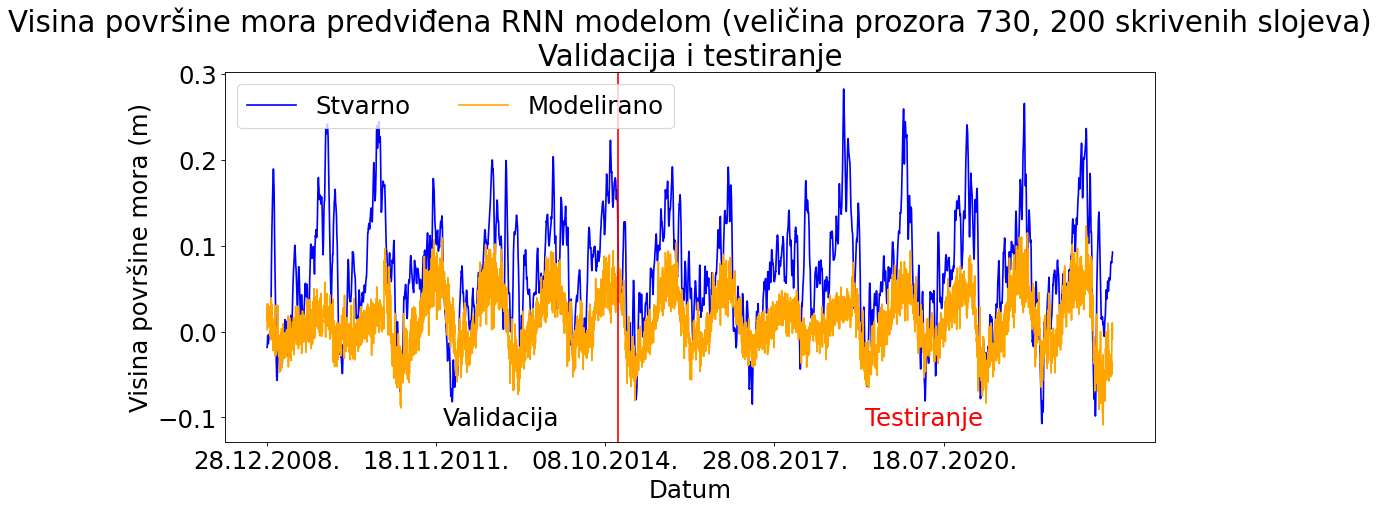 Visina površine mora predviđena RNN modelom (veličina prozora 730, 200 skrivenih slojeva)
Validacija i testiranje
Stvarno
Modelirano
Visina površine mora (m)
0.3
0.2
0.1
0.0
−0.1
Validacija
Testiranje
28.12.2008.
18.11.2011.
08.10.2014.
28.08.2017.
18.07.2020.
Datum